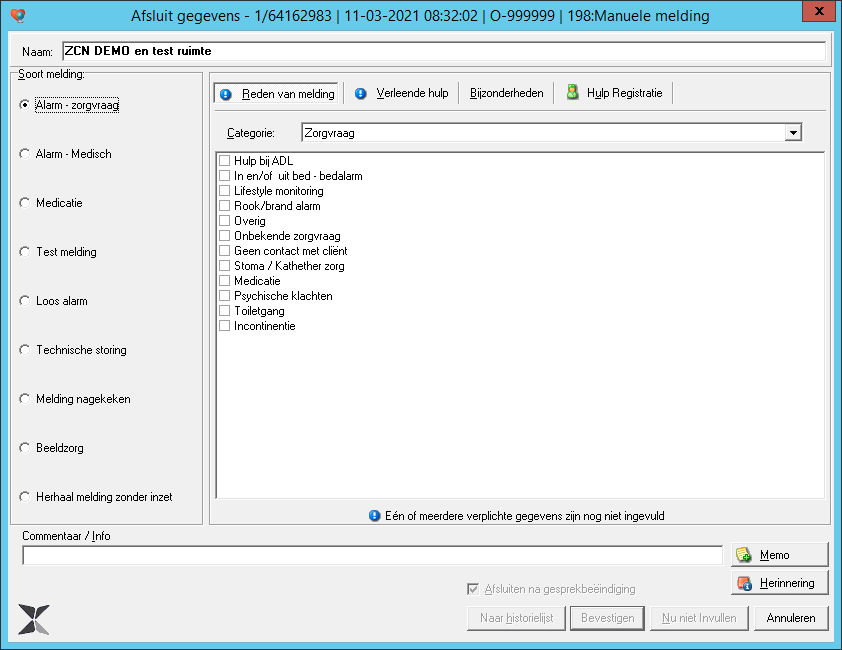 Afsluit gegevens - 1/64162983 | 11-03-2021 08:32:02 | O-999999 | 198:Manuele melding
x
Naam: ZCN DEMO en test ruimte
Soort melding:
Alarm - zorgvraag
Alarm - Medisch
Medicatie
Test melding
Loos alarm
Technische storing
Melding nagekeken
Beeldzorg
Herhaal melding zonder inzet
Reden van melding Verleende hulp Bijzonderheden Hulp Registratie
Categorie: Zorgvraag
Hulp bij ADL
In en/of uit bed - bedalarm
Lifestyle monitoring
Rook/brand alarm
Overig
Onbekende zorgvraag
Geen contact met cliënt
Stoma / Kathether zorg
Medicatie
Psychische klachten
Toiletgang
Incontinentie
Eén of meerdere verplichte gegevens zijn nog niet ingevuld
Commentaar / Info
Memo
Herinnering
Afsluiten na gesprekbeëindiging
Naar historielijst Bevestigen Nu niet Invullen Annuleren